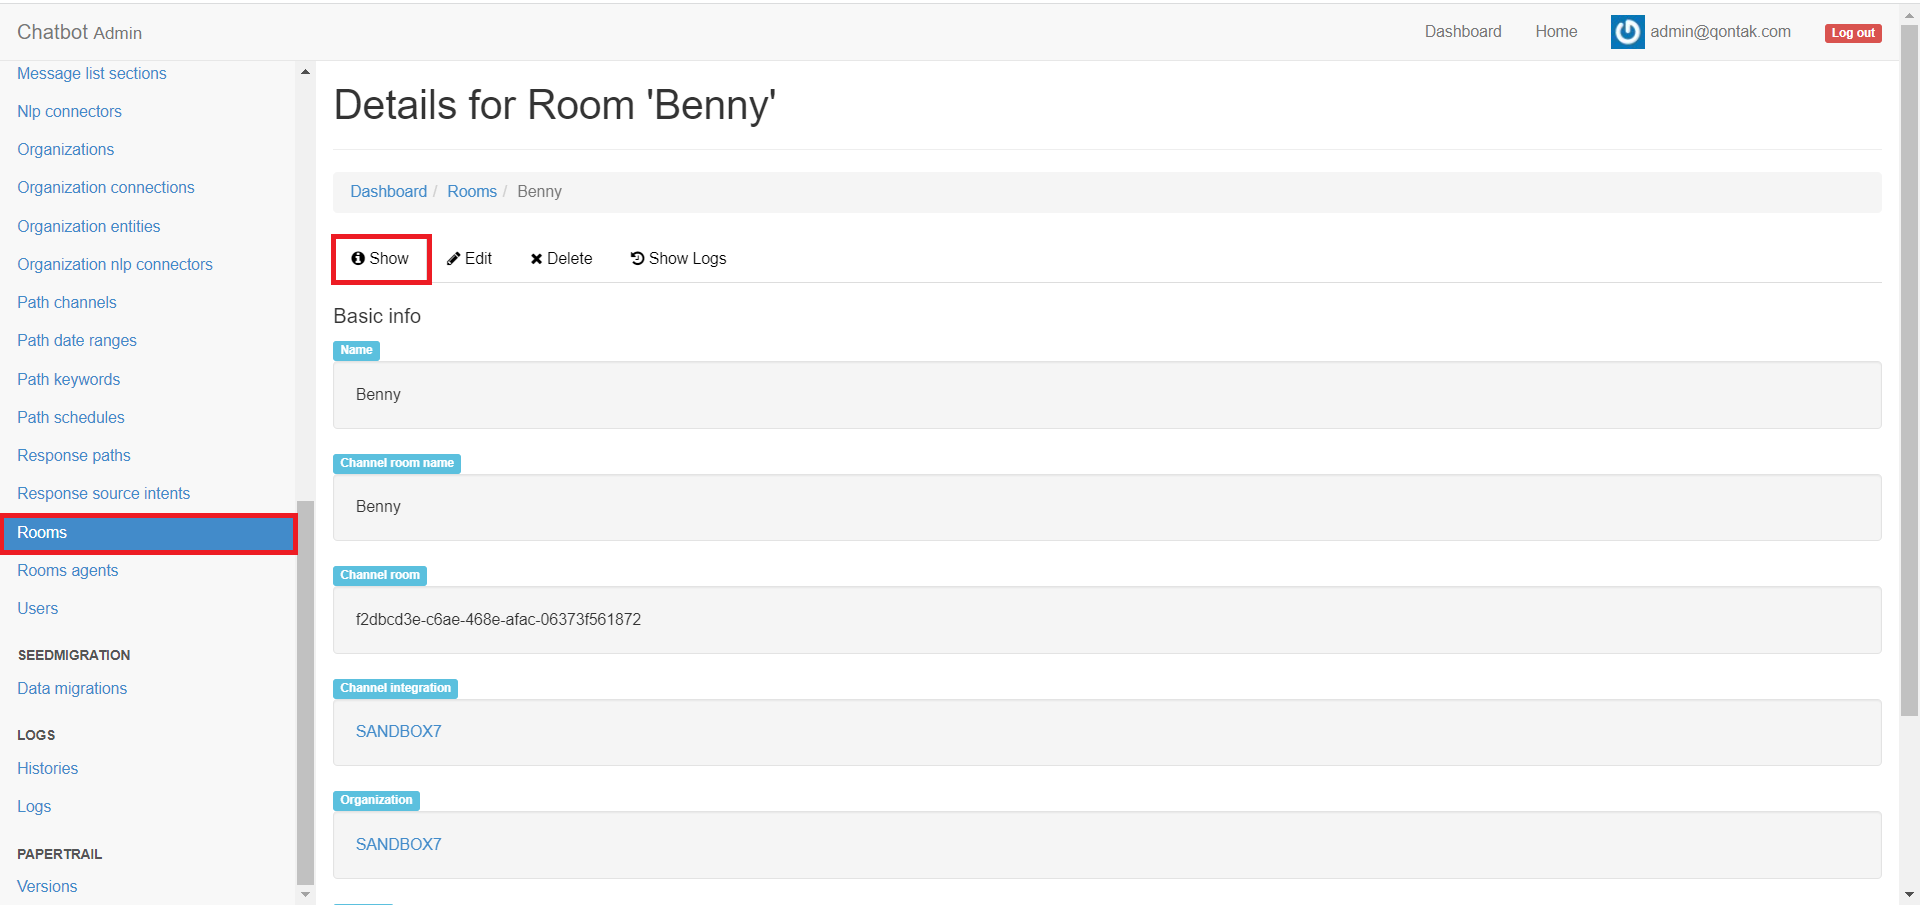 Chatbot Admin
Dashboard
Home
admin@qontak.com
Log out
Message list sections
Nlp connectors
Organizations
Organization connections
Organization entities
Organization nlp connectors
Path channels
Path date ranges
Path keywords
Path schedules
Response paths
Response source intents
Rooms
Rooms agents
Users
SEEDMIGRATION
Data migrations
LOGS
Histories
Logs
PAPERTRAIL
Versions
Details for Room 'Benny'
Dashboard / Rooms / Benny
Show
Edit
Delete
Show Logs
Basic info
Name
Benny
Channel room name
Benny
Channel room
f2dbcd3e-c6ae-468e-afac-06373f561872
Channel integration
SANDBOX7
Organization
SANDBOX7